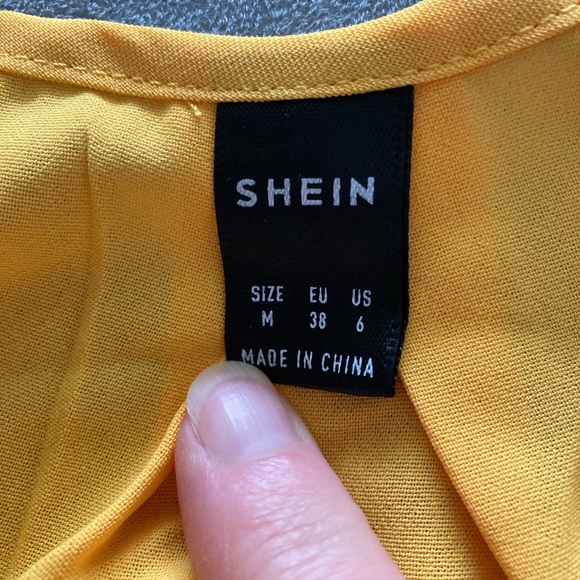 SHEIN
SIZE EU US
M 38 6
MADE IN CHINA